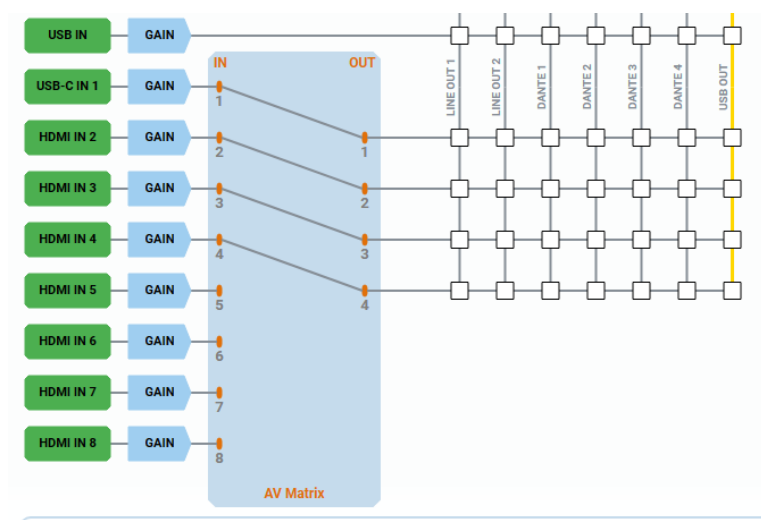 USB IN GAIN
IN OUT
LINE OUT 1 LINE OUT 2 DANTE 1 DANTE 2 DANTE 3 DANTE 4 USB OUT
USB-C IN 1 GAIN 1
HDMI IN 2 GAIN 2 1
HDMI IN 3 GAIN 3 2
HDMI IN 4 GAIN 4 3
HDMI IN 5 GAIN 5 4
HDMI IN 6 GAIN 6
HDMI IN 7 GAIN 7
HDMI IN 8 GAIN 8
AV Matrix